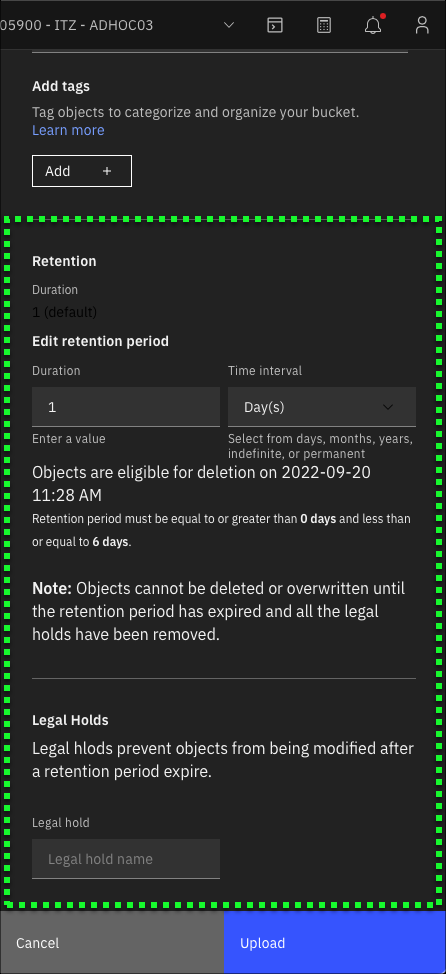 05900 - ITZ - ADHOC03
Add tags
Tag objects to categorize and organize your bucket.
Learn more
Add +
Retention
Duration
1 (default)
Edit retention period
Duration Time interval
1 Day(s)
Enter a value Select from days, months, years,
indefinite, or permanent
Objects are eligible for deletion on 2022-09-20
11:28 AM
Retention period must be equal to or greater than 0 days and less than
or equal to 6 days.
Note: Objects cannot be deleted or overwritten until
the retention period has expired and all the legal
holds have been removed.
Legal Holds
Legal hlods prevent objects from being modified after
a retention period expire.
Legal hold
Legal hold name
Cancel Upload